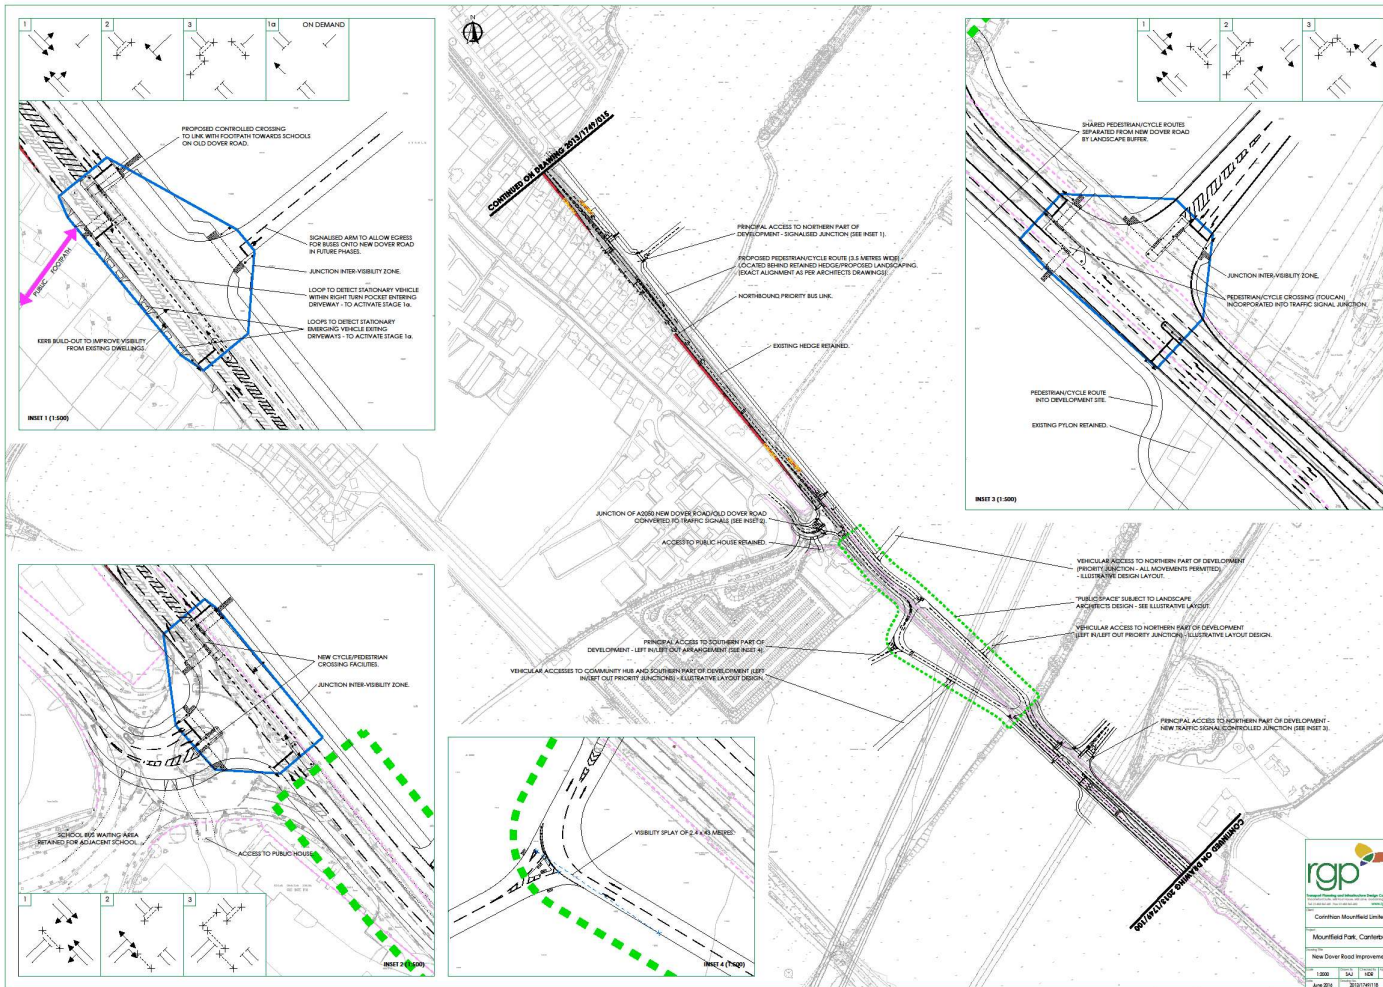 1
2
3
1a
ON DEMAND
PROPOSED CONTROLLED CROSSING
TO LINK WITH FOOTPATH TOWARDS SCHOOLS
ON OLD DOVER ROAD.
SIGNALISED ARM TO ALLOW EGRESS
FOR BUSES ONTO NEW DOVER ROAD
IN FUTURE PHASES.
JUNCTION INTER-VISIBILITY ZONE.
LOOP TO DETECT STATIONARY VEHICLE
WITHIN RIGHT TURN POCKET ENTERING
DRIVEWAY - TO ACTIVATE STAGE 1a.
LOOPS TO DETECT STATIONARY
EMERGING VEHICLE EXITING
DRIVEWAYS - TO ACTIVATE STAGE 1a.
PUBLIC FOOTPATH
KERB BUILD-OUT TO IMPROVE VISIBILITY
FROM EXISTING DWELLINGS.
INSET 1 (1:500)
N
CONTINUED ON DRAWING 2013/1749/015
PRINCIPAL ACCESS TO NORTHERN PART OF
DEVELOPMENT - SIGNALISED JUNCTION (SEE INSET 1).
PROPOSED PEDESTRIAN/CYCLE ROUTE (3.5 METRES WIDE) -
LOCATED BEHIND RETAINED HEDGE/PROPOSED LANDSCAPING.
(EXACT ALIGNMENT AS PER ARCHITECTS DRAWINGS).
NORTHBOUND PRIORITY BUS LINK.
EXISTING HEDGE RETAINED.
JUNCTION OF A2050 NEW DOVER ROAD/OLD DOVER ROAD
CONVERTED TO TRAFFIC SIGNALS (SEE INSET 2).
ACCESS TO PUBLIC HOUSE RETAINED.
PRINCIPAL ACCESS TO SOUTHERN PART OF
DEVELOPMENT - LEFT IN/LEFT OUT ARRANGEMENT (SEE INSET 4).
VEHICULAR ACCESSES TO COMMUNITY HUB AND SOUTHERN PART OF DEVELOPMENT (LEFT
IN/LEFT OUT PRIORITY JUNCTIONS) - ILLUSTRATIVE LAYOUT DESIGN.
VEHICULAR ACCESS TO NORTHERN PART OF DEVELOPMENT
(PRIORITY JUNCTION - ALL MOVEMENTS PERMITTED)
- ILLUSTRATIVE DESIGN LAYOUT.
"PUBLIC SPACE" SUBJECT TO LANDSCAPE
ARCHITECTS DESIGN - SEE ILLUSTRATIVE LAYOUT.
VEHICULAR ACCESS TO NORTHERN PART OF DEVELOPMENT
(LEFT IN/LEFT OUT PRIORITY JUNCTION) - ILLUSTRATIVE LAYOUT DESIGN.
PRINCIPAL ACCESS TO NORTHERN PART OF DEVELOPMENT -
NEW TRAFFIC SIGNAL CONTROLLED JUNCTION (SEE INSET 3).
CONTINUED ON DRAWING 2013/1749/100
1
2
3
SHARED PEDESTRIAN/CYCLE ROUTES
SEPARATED FROM NEW DOVER ROAD
BY LANDSCAPE BUFFER.
JUNCTION INTER-VISIBILITY ZONE.
PEDESTRIAN/CYCLE CROSSING (TOUCAN)
INCORPORATED INTO TRAFFIC SIGNAL JUNCTION.
PEDESTRIAN/CYCLE ROUTE
INTO DEVELOPMENT SITE.
EXISTING PYLON RETAINED.
INSET 3 (1:500)
NEW CYCLE/PEDESTRIAN
CROSSING FACILITIES.
JUNCTION INTER-VISIBILITY ZONE.
SCHOOL BUS WAITING AREA
RETAINED FOR ADJACENT SCHOOL.
ACCESS TO PUBLIC HOUSE.
1
2
3
INSET 2 (1:500)
VISIBILITY SPLAY OF 2.4 x 43 METRES.
INSET 4 (1:500)
rgp
Corinthian Mountfield Limite
Mountfield Park, Canterb
New Dover Road Improveme
1:2000
SAJ
June 2016
2013/1749/118